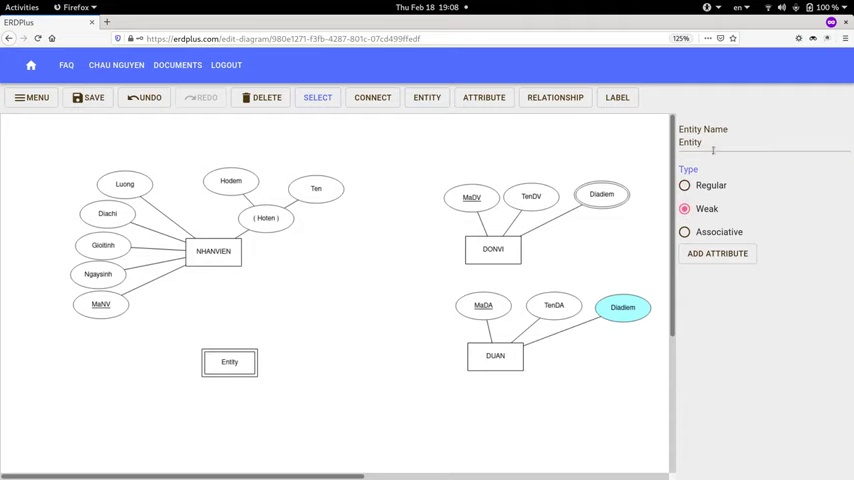 Activities
Firefox
Thu Feb 18 19:08
en
100 %
ERDPlus
https://erdplus.com/edit-diagram/980e1271-f3fb-4287-801c-07cd499ffedf
125%
FAQ
CHAU NGUYEN
DOCUMENTS
LOGOUT
MENU
SAVE
UNDO
REDO
DELETE
SELECT
CONNECT
ENTITY
ATTRIBUTE
RELATIONSHIP
LABEL
Luong
Hodem
Ten
Diachi
( Hoten )
Gioitinh
NHANVIEN
Ngaysinh
MaNV
Entity
MaDV
TenDV
Diadiem
DONVI
MaDA
TenDA
Diadiem
DUAN
Entity Name
Entity
Type
Regular
Weak
Associative
ADD ATTRIBUTE